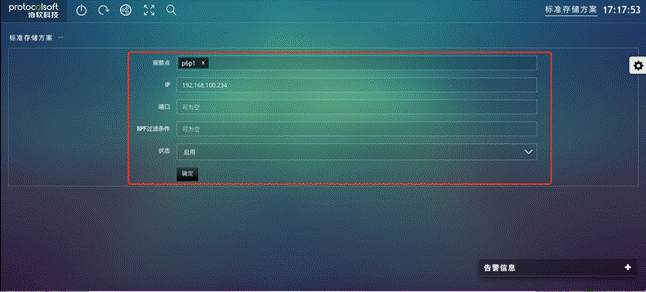 protocolsoft
协软科技
标准存储方案 17:17:53
标准存储方案
观察点 p6p1 x
IP 192.168.100.234
端口 可为空
BPF过滤条件 可为空
状态 启用
确定
告警信息 +